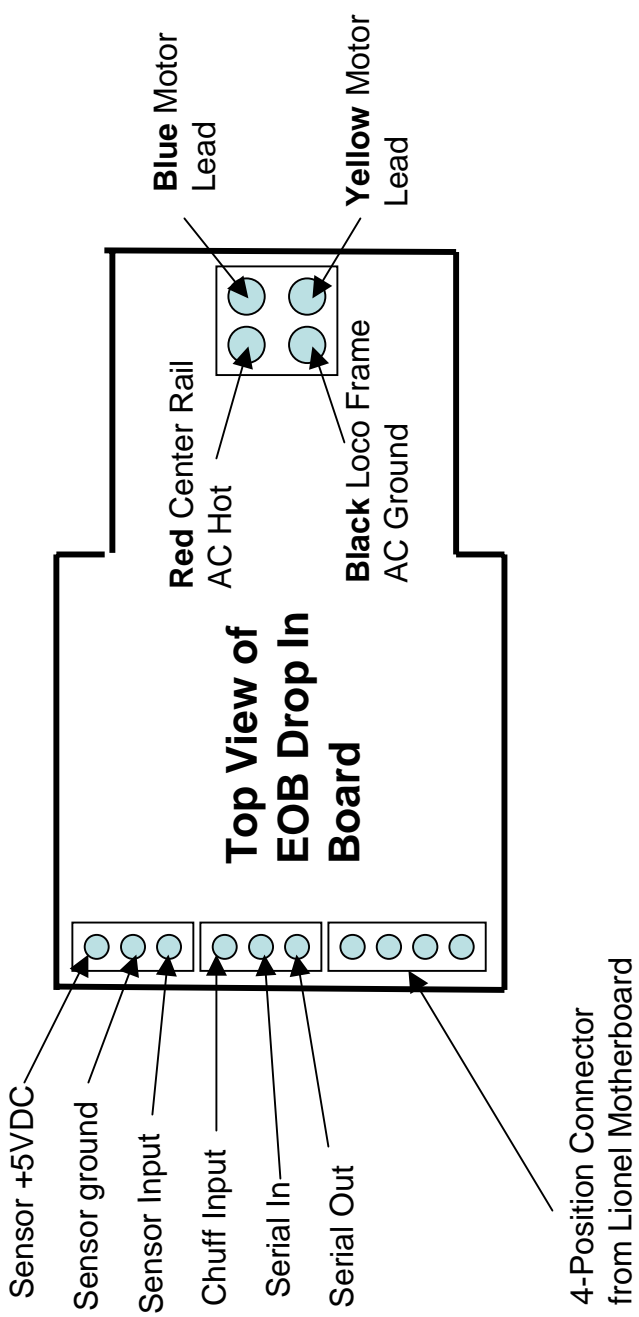 Sensor +5VDC
Sensor ground
Sensor Input
Chuff Input
Serial In
Serial Out
4-Position Connector
from Lionel Motherboard
Top View of
EOB Drop In
Board
Red Center Rail
AC Hot
Black Loco Frame
AC Ground
Blue Motor
Lead
Yellow Motor
Lead